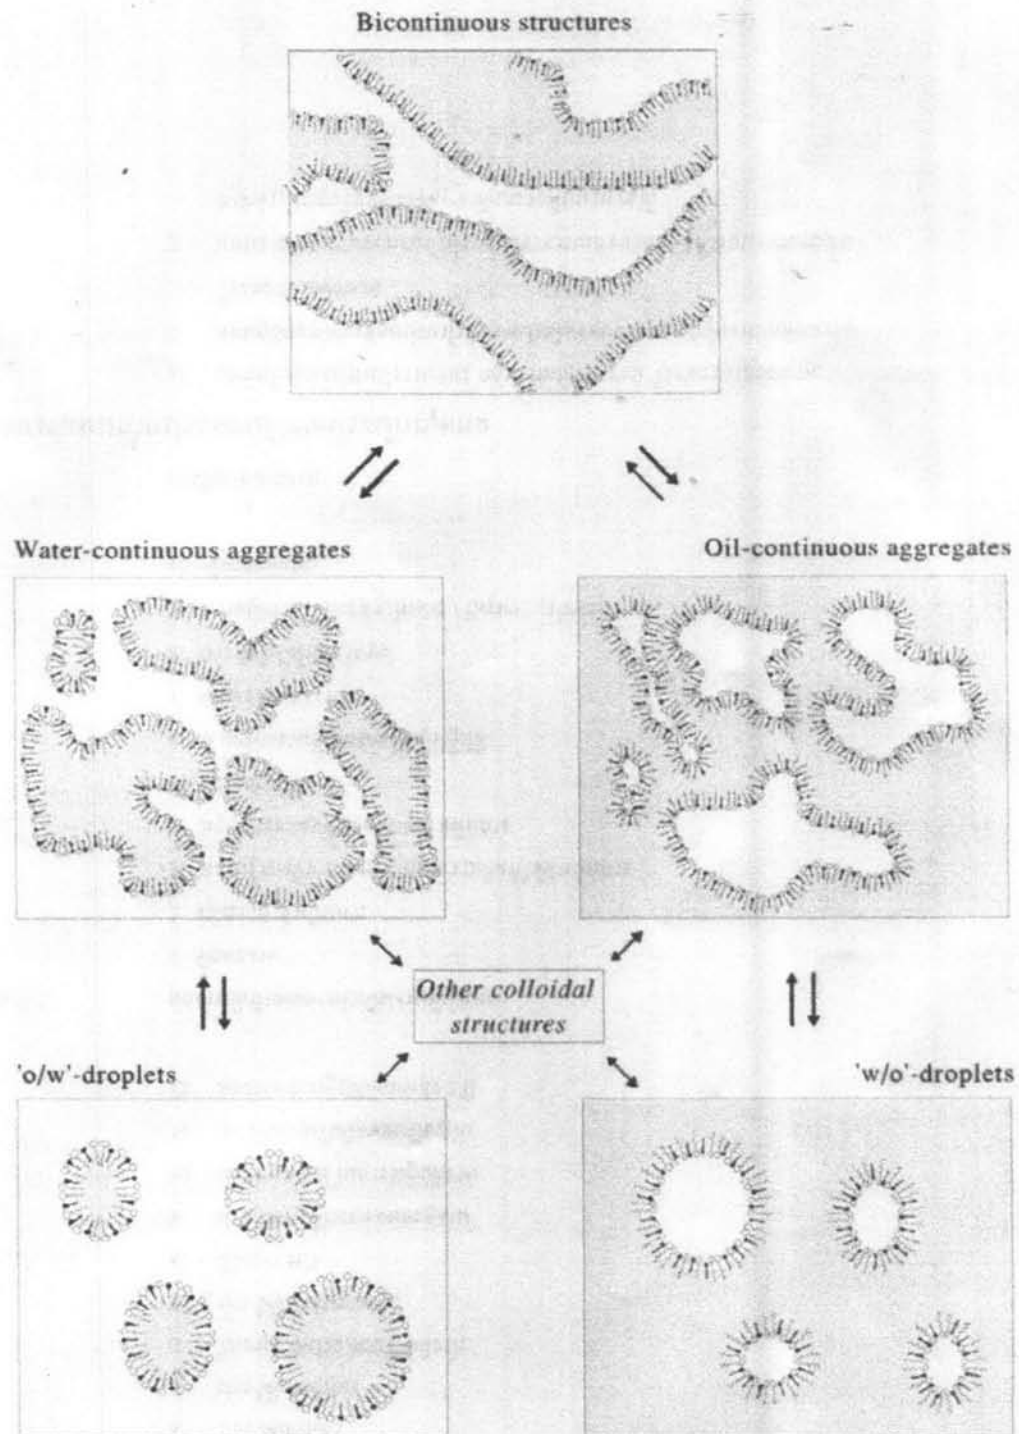 Bicontinuous structures
Water-continuous aggregates
Oil-continuous aggregates
Other colloidal
structures
'o/w'-droplets
'w/o'-droplets